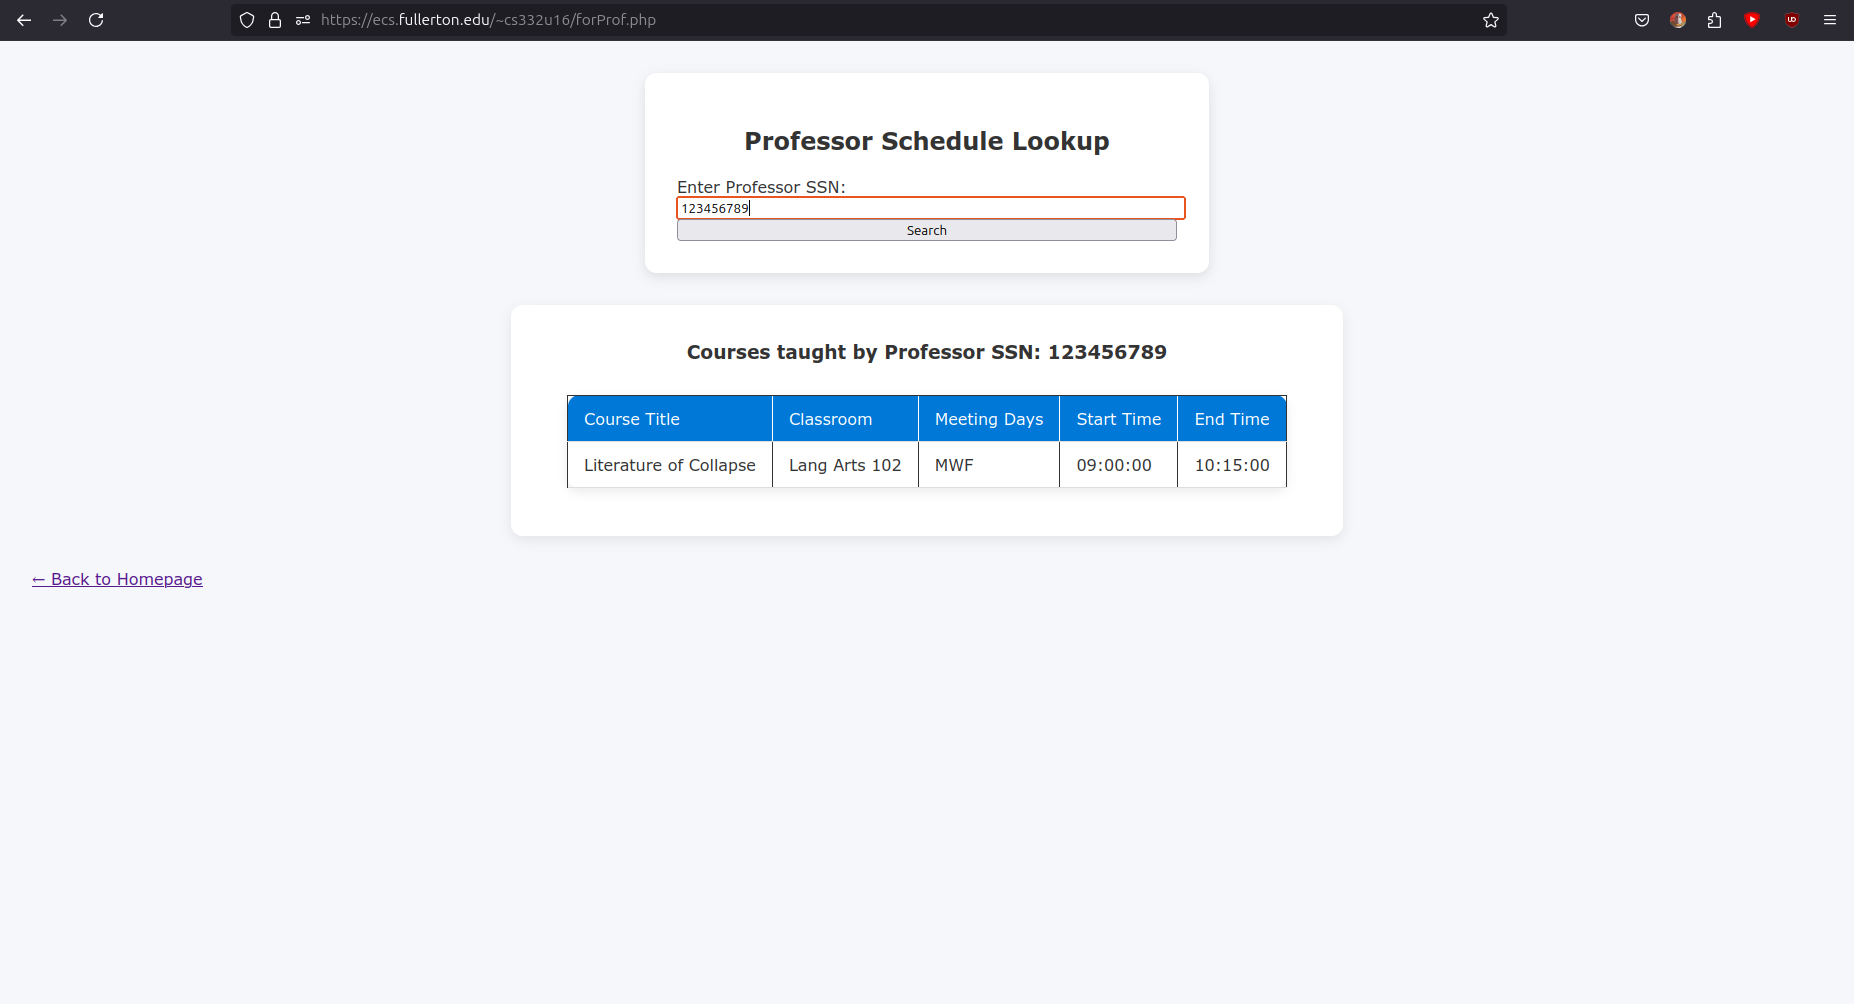 https://ecs.fullerton.edu/~cs332u16/forProf.php
Professor Schedule Lookup
Enter Professor SSN:
123456789
Search
Courses taught by Professor SSN: 123456789
Course Title Classroom Meeting Days Start Time End Time
Literature of Collapse Lang Arts 102 MWF 09:00:00 10:15:00
← Back to Homepage